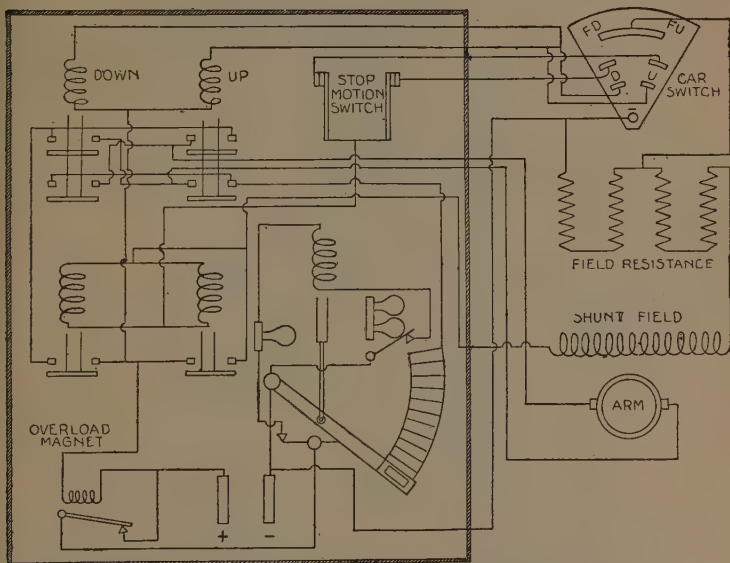 FD
FU
DOWN
UP
STOP
MOTION
SWITCH
D
U
CAR
SWITCH
FIELD RESISTANCE
SHUNT FIELD
ARM
OVERLOAD
MAGNET
+
-